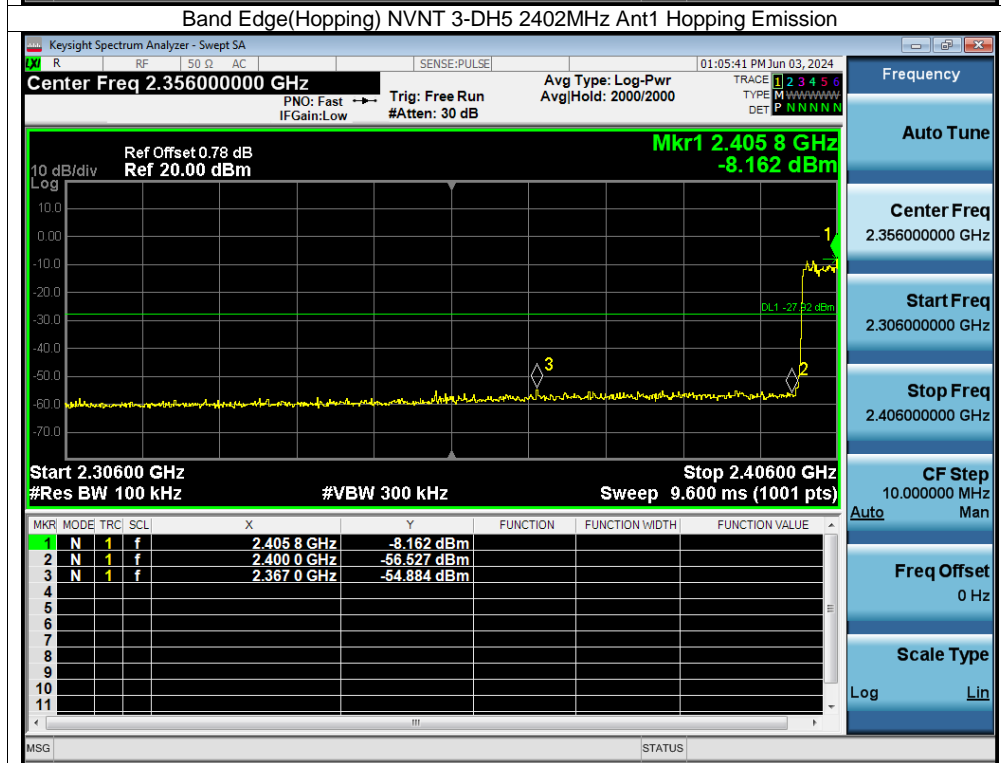 Band Edge(Hopping) NVNT 3-DH5 2402MHz Ant1 Hopping Emission
Keysight Spectrum Analyzer - Swept SA
LXI R RF 50 Ω AC SENSE:PULSE 01:05:41 PM Jun 03, 2024
Center Freq 2.356000000 GHz
PNO: Fast
IFGain:Low
Trig: Free Run
#Atten: 30 dB
Avg Type: Log-Pwr
Avg|Hold: 2000/2000
TRACE 1 2 3 4 5 6
TYPE M WWWWW
DET P N N N N N
Frequency
Auto Tune
Center Freq
2.356000000 GHz
Start Freq
2.306000000 GHz
Stop Freq
2.406000000 GHz
CF Step
10.000000 MHz
Auto Man
Freq Offset
0 Hz
Scale Type
Log Lin
Mkr1 2.405 8 GHz
-8.162 dBm
Ref Offset 0.78 dB
10 dB/div Ref 20.00 dBm
Log
10.0
0.00
-10.0
-20.0
-30.0
-40.0
-50.0
-60.0
-70.0
1
DL1 -27.92 dBm
3
2
Start 2.30600 GHz Stop 2.40600 GHz
#Res BW 100 kHz #VBW 300 kHz Sweep 9.600 ms (1001 pts)
MKR MODE TRC SCL X Y FUNCTION FUNCTION WIDTH FUNCTION VALUE
1 N 1 f 2.405 8 GHz -8.162 dBm
2 N 1 f 2.400 0 GHz -56.527 dBm
3 N 1 f 2.367 0 GHz -54.884 dBm
4
5
6
7
8
9
10
11
MSG STATUS